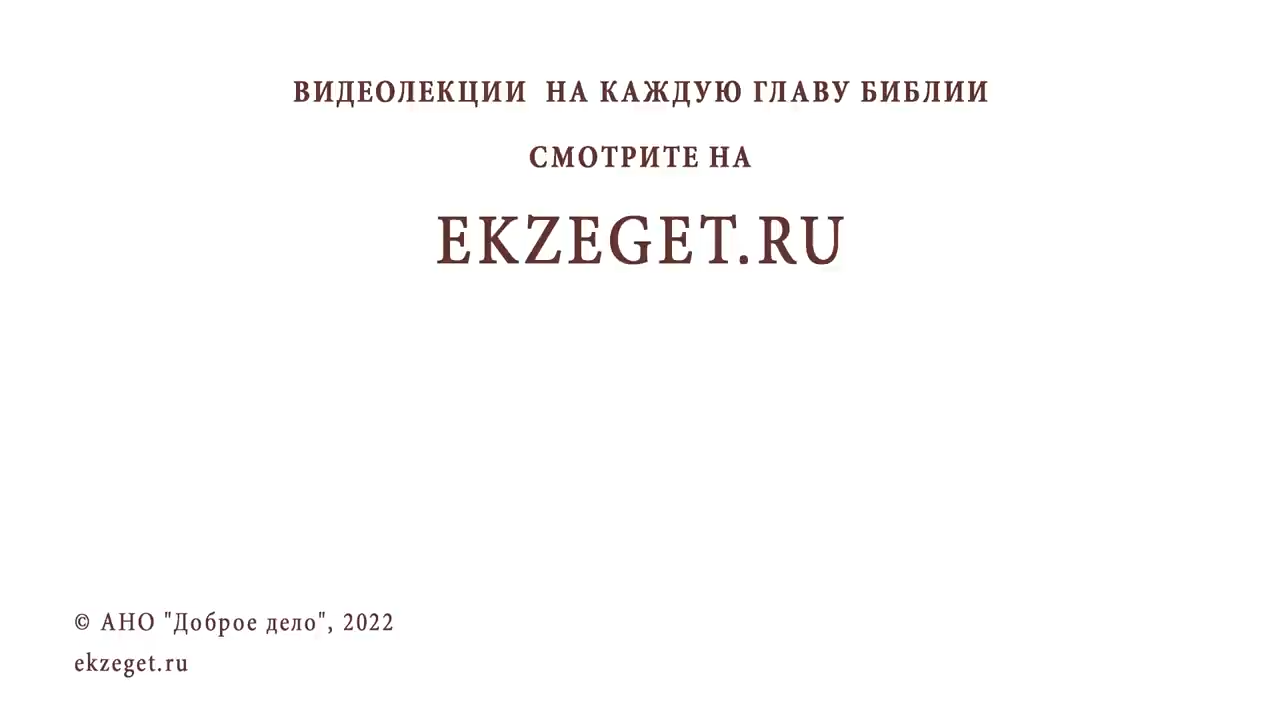 ВИДЕОЛЕКЦИИ НА КАЖДУЮ ГЛАВУ БИБЛИИ
СМОТРИТЕ НА
EKZEGET.RU
© АНО "Доброе дело", 2022
ekzeget.ru